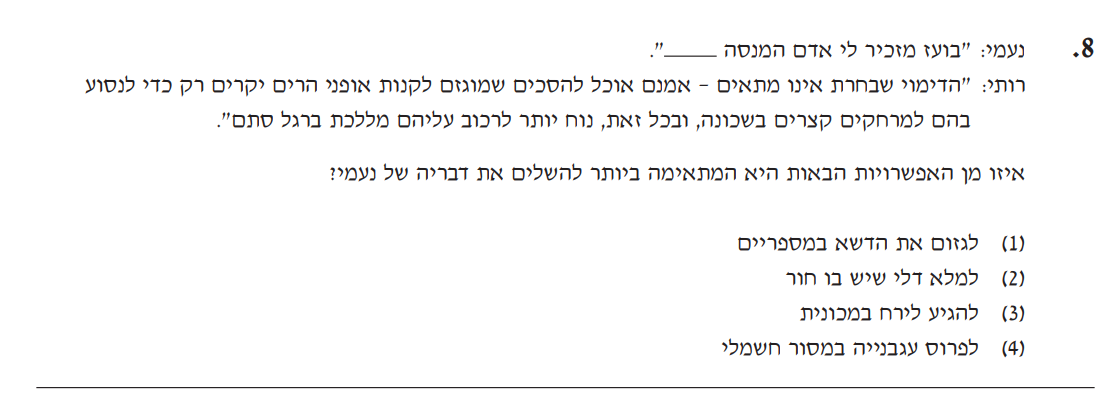 8. נעמי: "בועז מזכיר לי אדם המנסה _____".
רותי: "הדימוי שבחרת אינו מתאים – אמנם אוכל להסכים שמוגזם לקנות אופני הרים יקרים רק כדי לנסוע
בהם למרחקים קצרים בשכונה, ובכל זאת, נוח יותר לרכוב עליהם מללכת ברגל סתם".
איזו מן האפשרויות הבאות היא המתאימה ביותר להשלים את דבריה של נעמי?
(1) לגזום את הדשא במספריים
(2) למלא דלי שיש בו חור
(3) להגיע לירח במכונית
(4) לפרוס עגבנייה במסור חשמלי